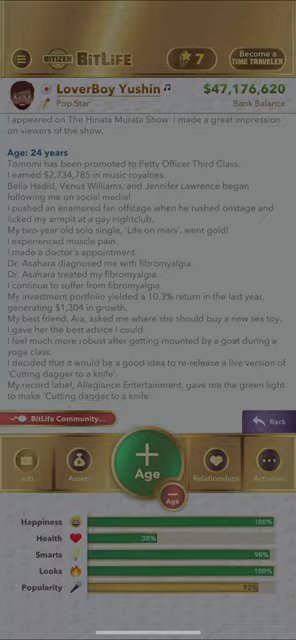 BITIZEN
BITLIFE
7
Become a
TIME TRAVELER
LoverBoy Yushin
$47,176,620
Pop Star
Bank Balance
I appeared on The Hinata Murata Show. I made a great impression
on viewers of the show.
Age: 24 years
Tomomi has been promoted to Petty Officer Third Class.
I earned $2,734,785 in music royalties.
Bella Hadid, Venus Williams, and Jennifer Lawrence began
following me on social media!
I pushed an enamored fan offstage when he rushed onstage and
licked my armpit at a gay nightclub.
My two-year old solo single, 'Life on mars', went gold!
I experienced muscle pain.
I made a doctor's appointment.
Dr. Asahara diagnosed me with fibromyalgia.
Dr. Asahara treated my fibromyalgia.
I continue to suffer from fibromyalgia.
My investment portfolio yielded a 10.3% return in the last year,
generating $1,304 in growth.
My best friend, Aia, asked me where she should buy a new sex toy.
I gave her the best advice I could.
I feel much more robust after getting mounted by a goat during a
yoga class.
I decided that it would be a good idea to re-release a live version of
'Cutting dagger to a knife'.
My record label, Allegiance Entertainment, gave me the green light
to make 'Cutting dagger to a knife'
BitLife Community...
Back
Job
Assets
+
Age
Age
Relationships
Activities
Happiness
100%
Health
38%
Smarts
98%
Looks
100%
Popularity
92%